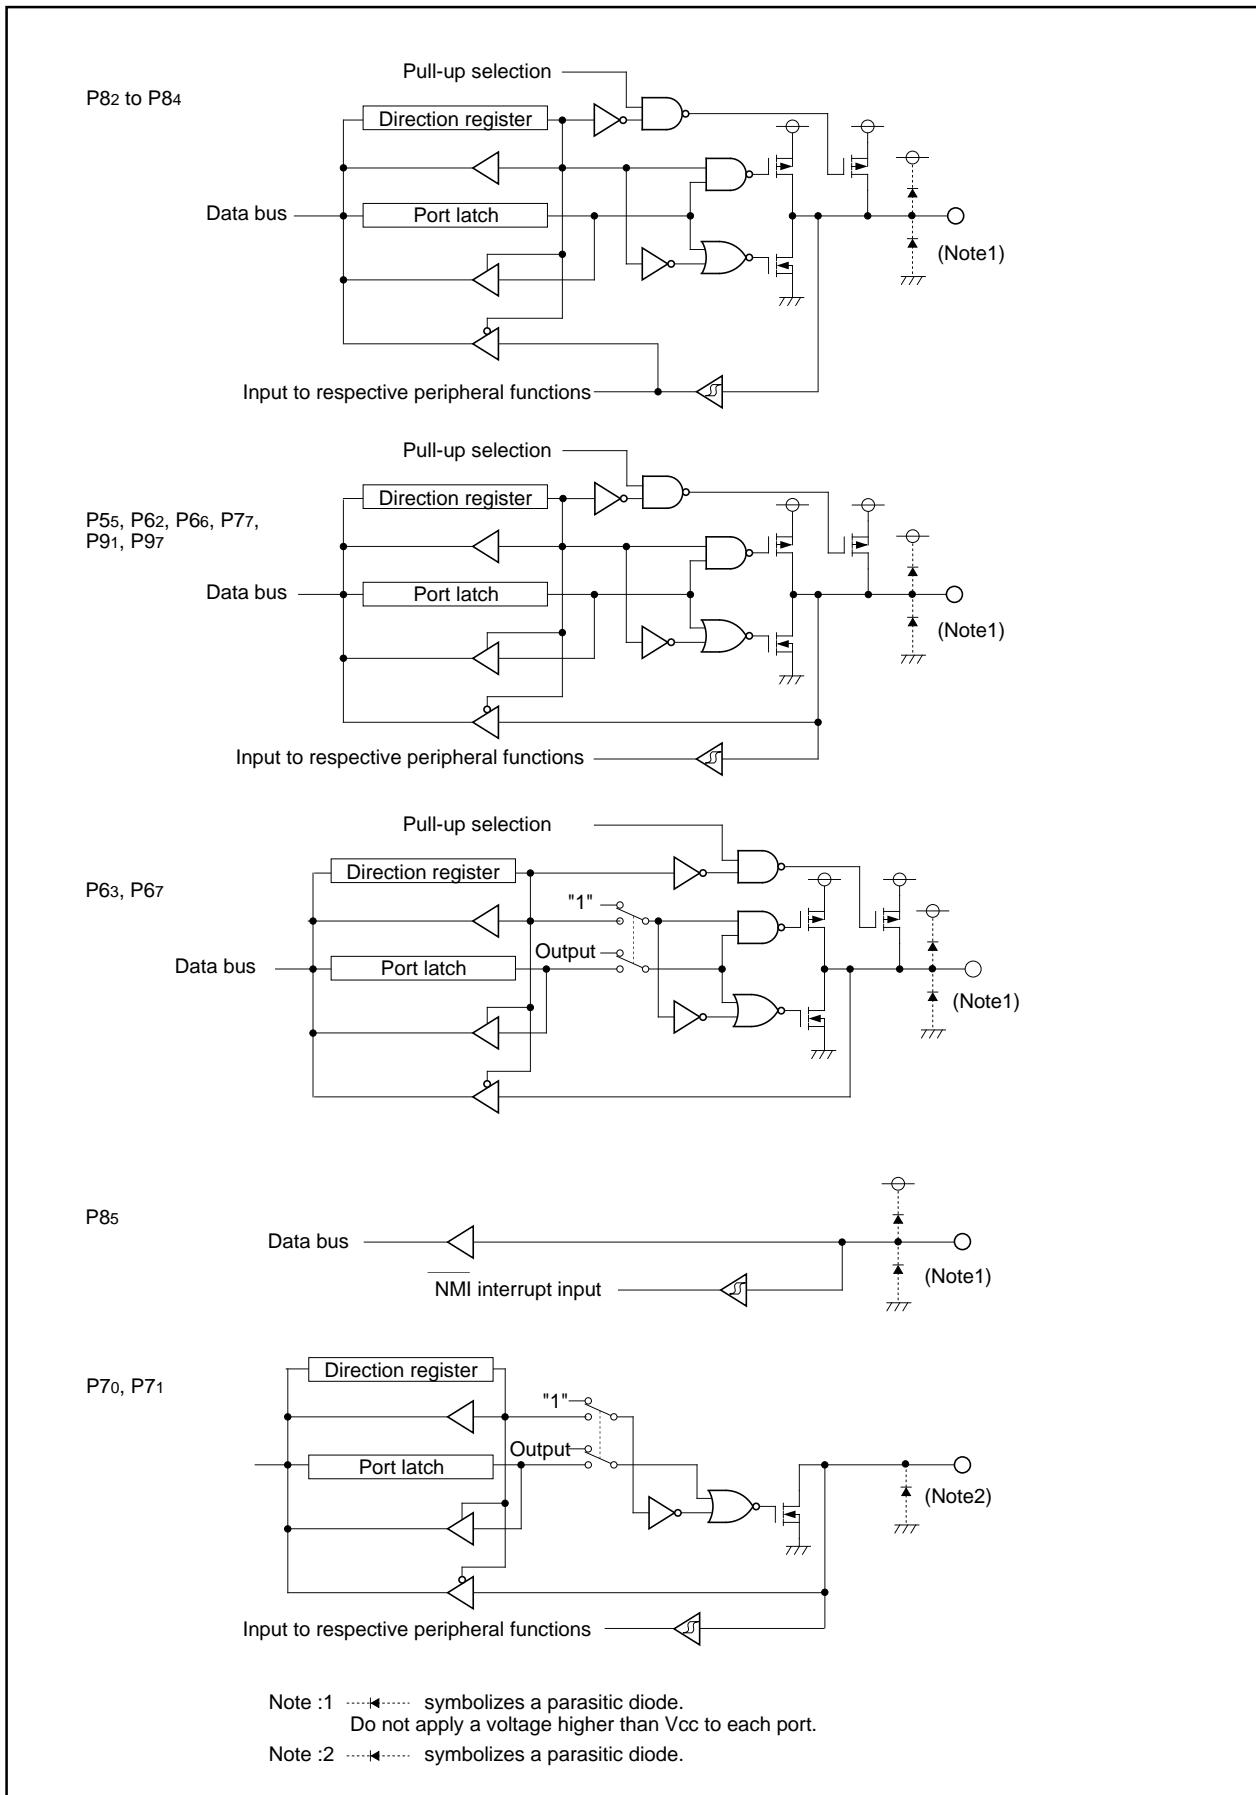 Pull-up selection
P82 to P84
Direction register
Data bus
Port latch
(Note1)
Input to respective peripheral functions
Pull-up selection
Direction register
P55, P62, P66, P77,
P91, P97
Data bus
Port latch
(Note1)
Input to respective peripheral functions
Pull-up selection
Direction register
P63, P67
"1"
Output
Data bus
Port latch
(Note1)
P85
Data bus
(Note1)
NMI interrupt input
Direction register
P70, P71
"1"
Output
Port latch
(Note2)
Input to respective peripheral functions
Note :1 symbolizes a parasitic diode.
Do not apply a voltage higher than Vcc to each port.
Note :2 symbolizes a parasitic diode.